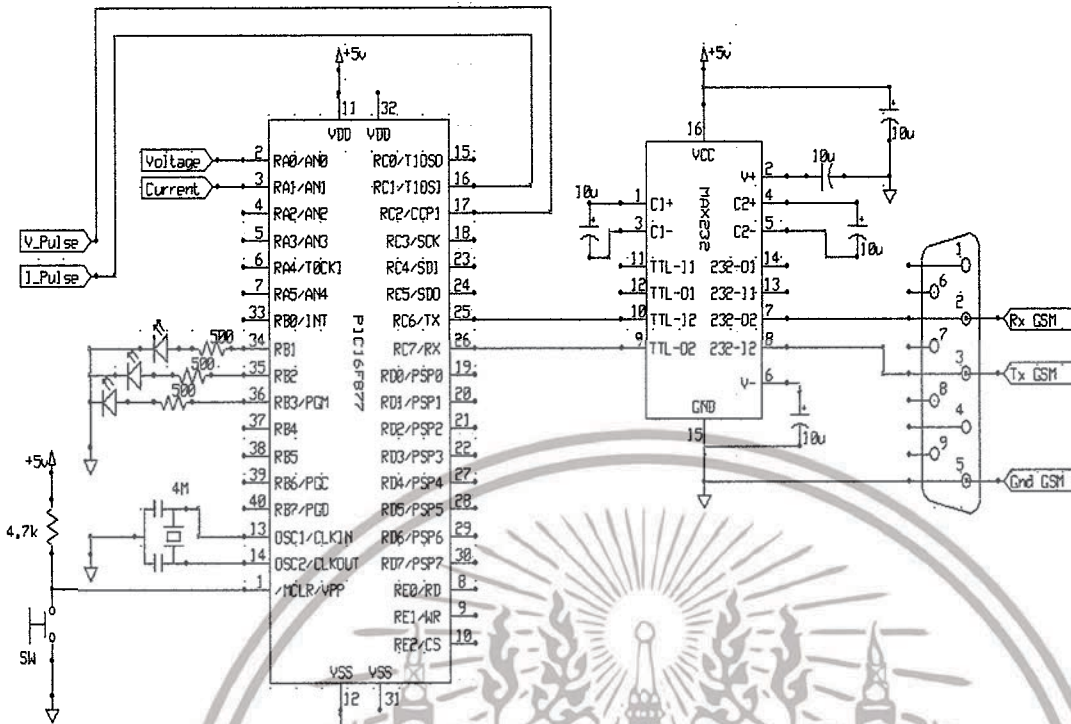 +5v
11 32
VDD VDD
Voltage
2 RA0/AN0
Current
3 RA1/AN1
4 RA2/AN2
V_Pulse
5 RA3/AN3
I_Pulse
6 RA4/T0CKI
7 RA5/AN4
33 RB0/INT
500
34 RB1
500
35 RB2
500
36 RB3/PGM
37 RB4
38 RB5
39 RB6/PGC
40 RB7/PGD
4M
13 OSC1/CLKIN
14 OSC2/CLKOUT
1 /MCLR/VPP
+5v
4.7k
SW
PIC16F877
RC0/T1OSO 15
RC1/T1OSI 16
RC2/CCP1 17
RC3/SCK 18
RC4/SDI 23
RC5/SDO 24
RC6/TX 25
RC7/RX 26
RD0/PSP0 19
RD1/PSP1 20
RD2/PSP2 21
RD3/PSP3 22
RD4/PSP4 27
RD5/PSP5 28
RD6/PSP6 29
RD7/PSP7 30
RE0/RD 8
RE1/WR 9
RE2/CS 10
VSS VSS
12 31
+5v
16
VCC
10u
MAX232
10u
1 C1+
3 C1-
11 TTL-I1
12 TTL-O1
10 TTL-I2
9 TTL-O2
V+ 2
10u
C2+ 4
C2- 5
10u
232-O1 14
232-I1 13
232-O2 7
232-I2 8
V- 6
10u
GND
15
1
6
2
7
3
8
4
9
5
Rx GSM
Tx GSM
Gnd GSM